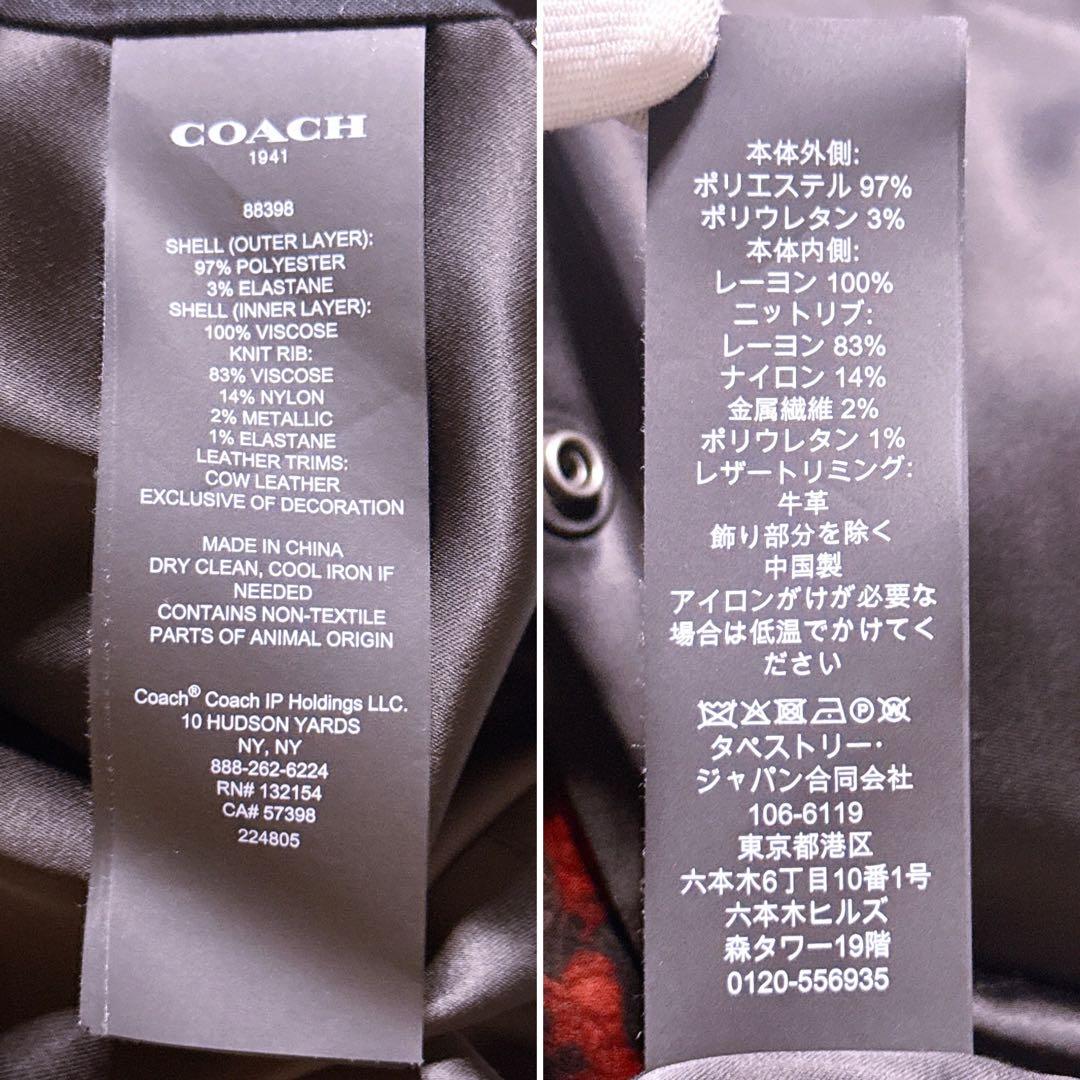 COACH
1941
88398
SHELL (OUTER LAYER):
97% POLYESTER
3% ELASTANE
SHELL (INNER LAYER):
100% VISCOSE
KNIT RIB:
83% VISCOSE
14% NYLON
2% METALLIC
1% ELASTANE
LEATHER TRIMS:
COW LEATHER
EXCLUSIVE OF DECORATION
MADE IN CHINA
DRY CLEAN, COOL IRON IF
NEEDED
CONTAINS NON-TEXTILE
PARTS OF ANIMAL ORIGIN
Coach® Coach IP Holdings LLC.
10 HUDSON YARDS
NY, NY
888-262-6224
RN# 132154
CA# 57398
224805
本体外側:
ポリエステル 97%
ポリウレタン 3%
本体内側:
レーヨン 100%
ニットリブ:
レーヨン 83%
ナイロン 14%
金属繊維 2%
ポリウレタン 1%
レザートリミング:
牛革
飾り部分を除く
中国製
アイロンがけが必要な
場合は低温でかけてく
ださい
P W
タペストリー・
ジャパン合同会社
106-6119
東京都港区
六本木6丁目10番1号
六本木ヒルズ
森タワー19階
0120-556935